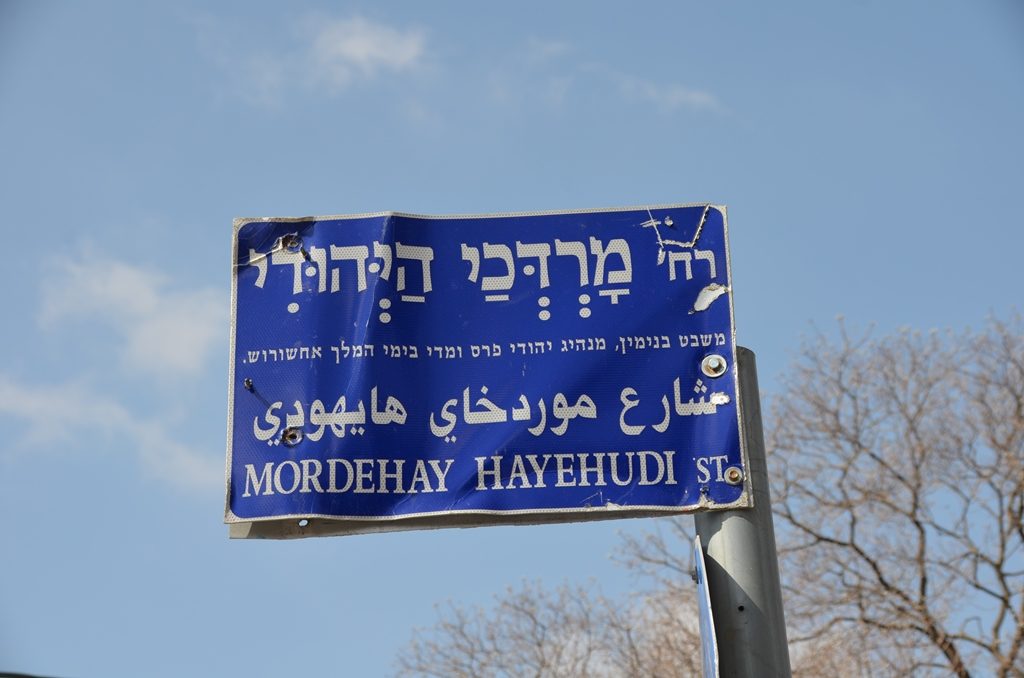 רח' מָרְדְּכַי הַיְּהוּדִי
משבט בנימין, מנהיג יהודי פרס ומדי בימי המלך אחשורוש.
شارع موردخاي هايهودي
MORDEHAY HAYEHUDI ST.